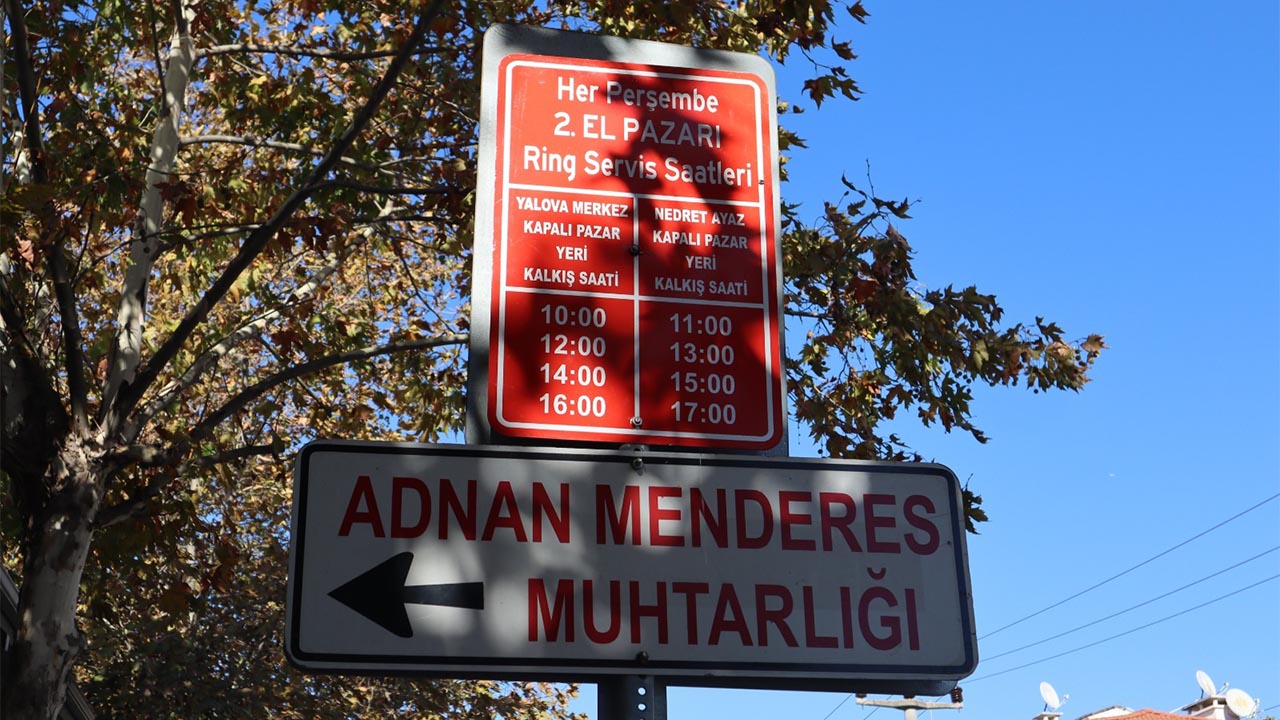 Her Perşembe
2. EL PAZARI
Ring Servis Saatleri
YALOVA MERKEZ
KAPALI PAZAR
YERİ
KALKIŞ SAATİ
10:00
12:00
14:00
16:00
NEDRET AYAZ
KAPALI PAZAR
YERİ
KALKIŞ SAATİ
11:00
13:00
15:00
17:00
ADNAN MENDERES
MUHTARLIĞI